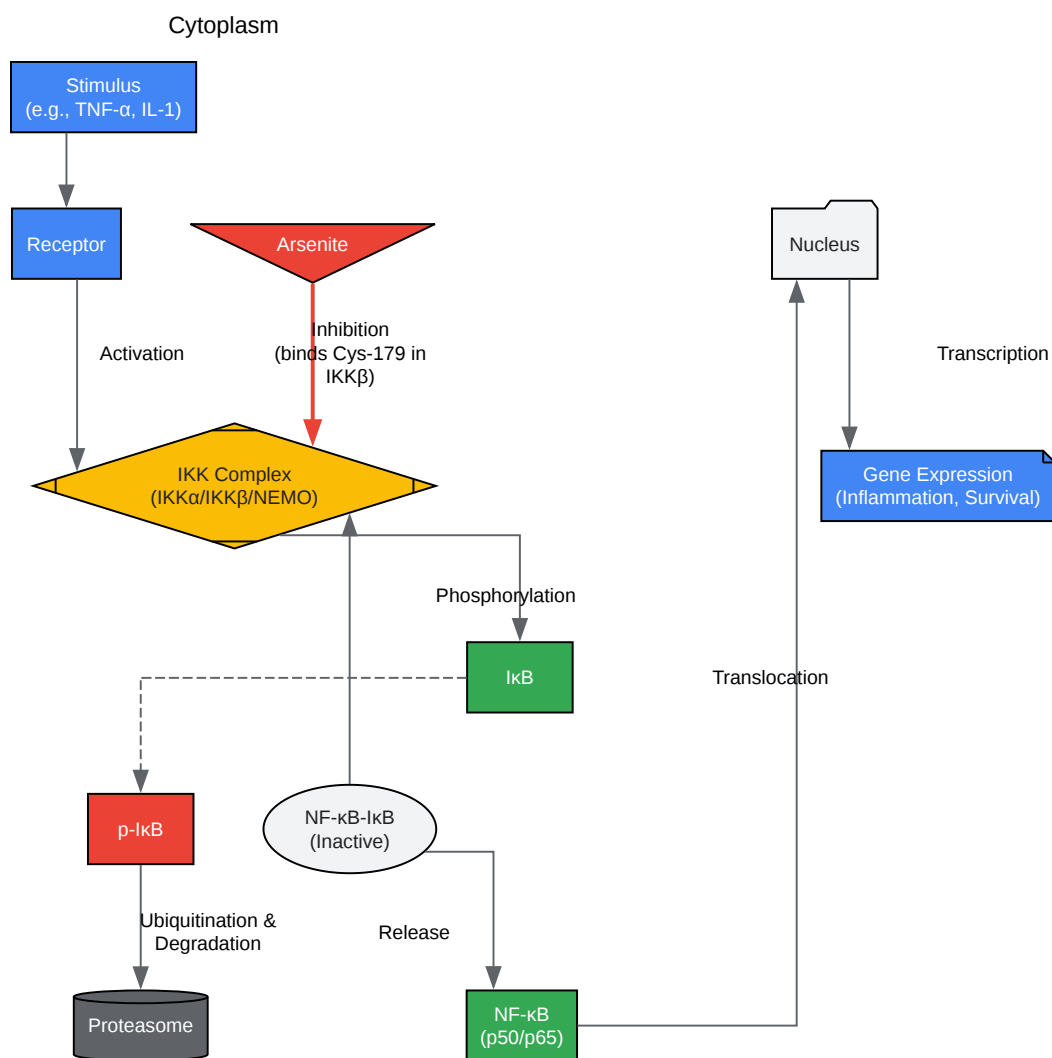 Cytoplasm
Stimulus
(e.g., TNF-α, IL-1)
Receptor
Arsenite
Nucleus
Activation
Inhibition
(binds Cys-179 in
IKKβ)
Transcription
IKK Complex
(IKKα/IKKβ/NEMO)
Gene Expression
(Inflammation, Survival)
Phosphorylation
IκB
Translocation
p-IκB
NF-κB-IκB
(Inactive)
Ubiquitination &
Degradation
Release
Proteasome
NF-κB
(p50/p65)